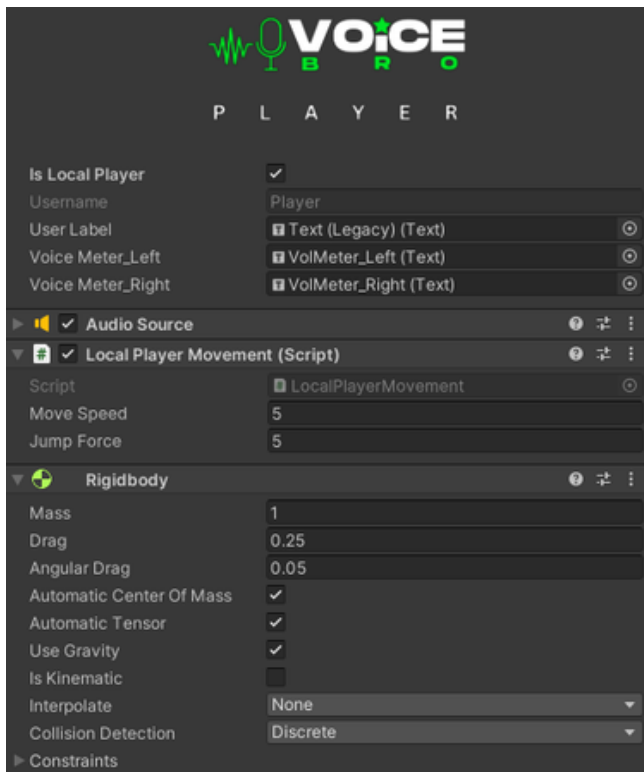 VOiCE
B R O
P L A Y E R
Is Local Player
Username Player
User Label Text (Legacy) (Text)
Voice Meter_Left VolMeter_Left (Text)
Voice Meter_Right VolMeter_Right (Text)
Audio Source
# Local Player Movement (Script)
Script # LocalPlayerMovement
Move Speed 5
Jump Force 5
Rigidbody
Mass 1
Drag 0.25
Angular Drag 0.05
Automatic Center Of Mass
Automatic Tensor
Use Gravity
Is Kinematic
Interpolate None
Collision Detection Discrete
Constraints